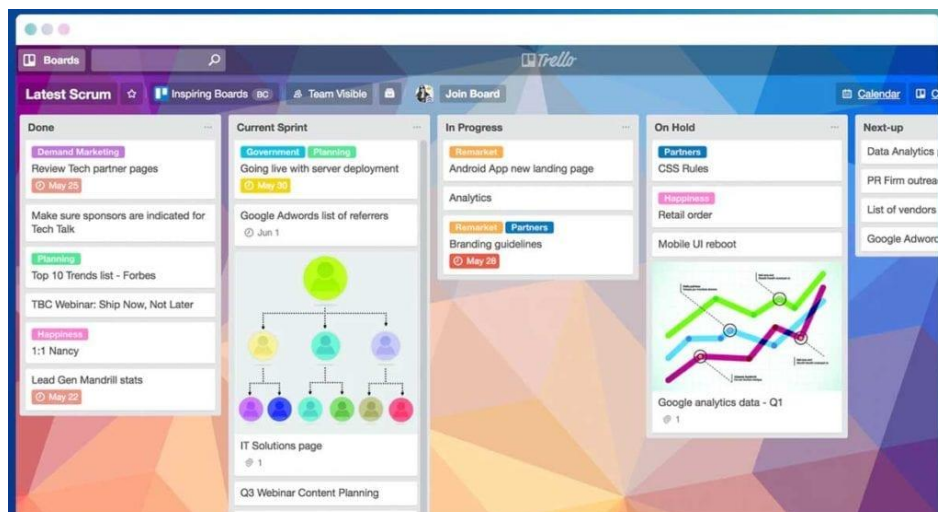 Boards
Trello
Latest Scrum
Inspiring Boards BC
Team Visible
Join Board
Calendar
Done
Demand Marketing
Review Tech partner pages
May 25
Make sure sponsors are indicated for
Tech Talk
Planning
Top 10 Trends list - Forbes
TBC Webinar: Ship Now, Not Later
Happiness
1:1 Nancy
Lead Gen Mandrill stats
May 22
Current Sprint
Government Planning
Going live with server deployment
May 30
Google Adwords list of referrers
Jun 1
IT Solutions page
1
Q3 Webinar Content Planning
In Progress
Remarket
Android App new landing page
Analytics
Remarket Partners
Branding guidelines
May 28
On Hold
Partners
CSS Rules
Happiness
Retail order
Mobile UI reboot
Google analytics data - Q1
1
Next-up
Data Analytics
PR Firm outrea
List of vendors
Google Adword